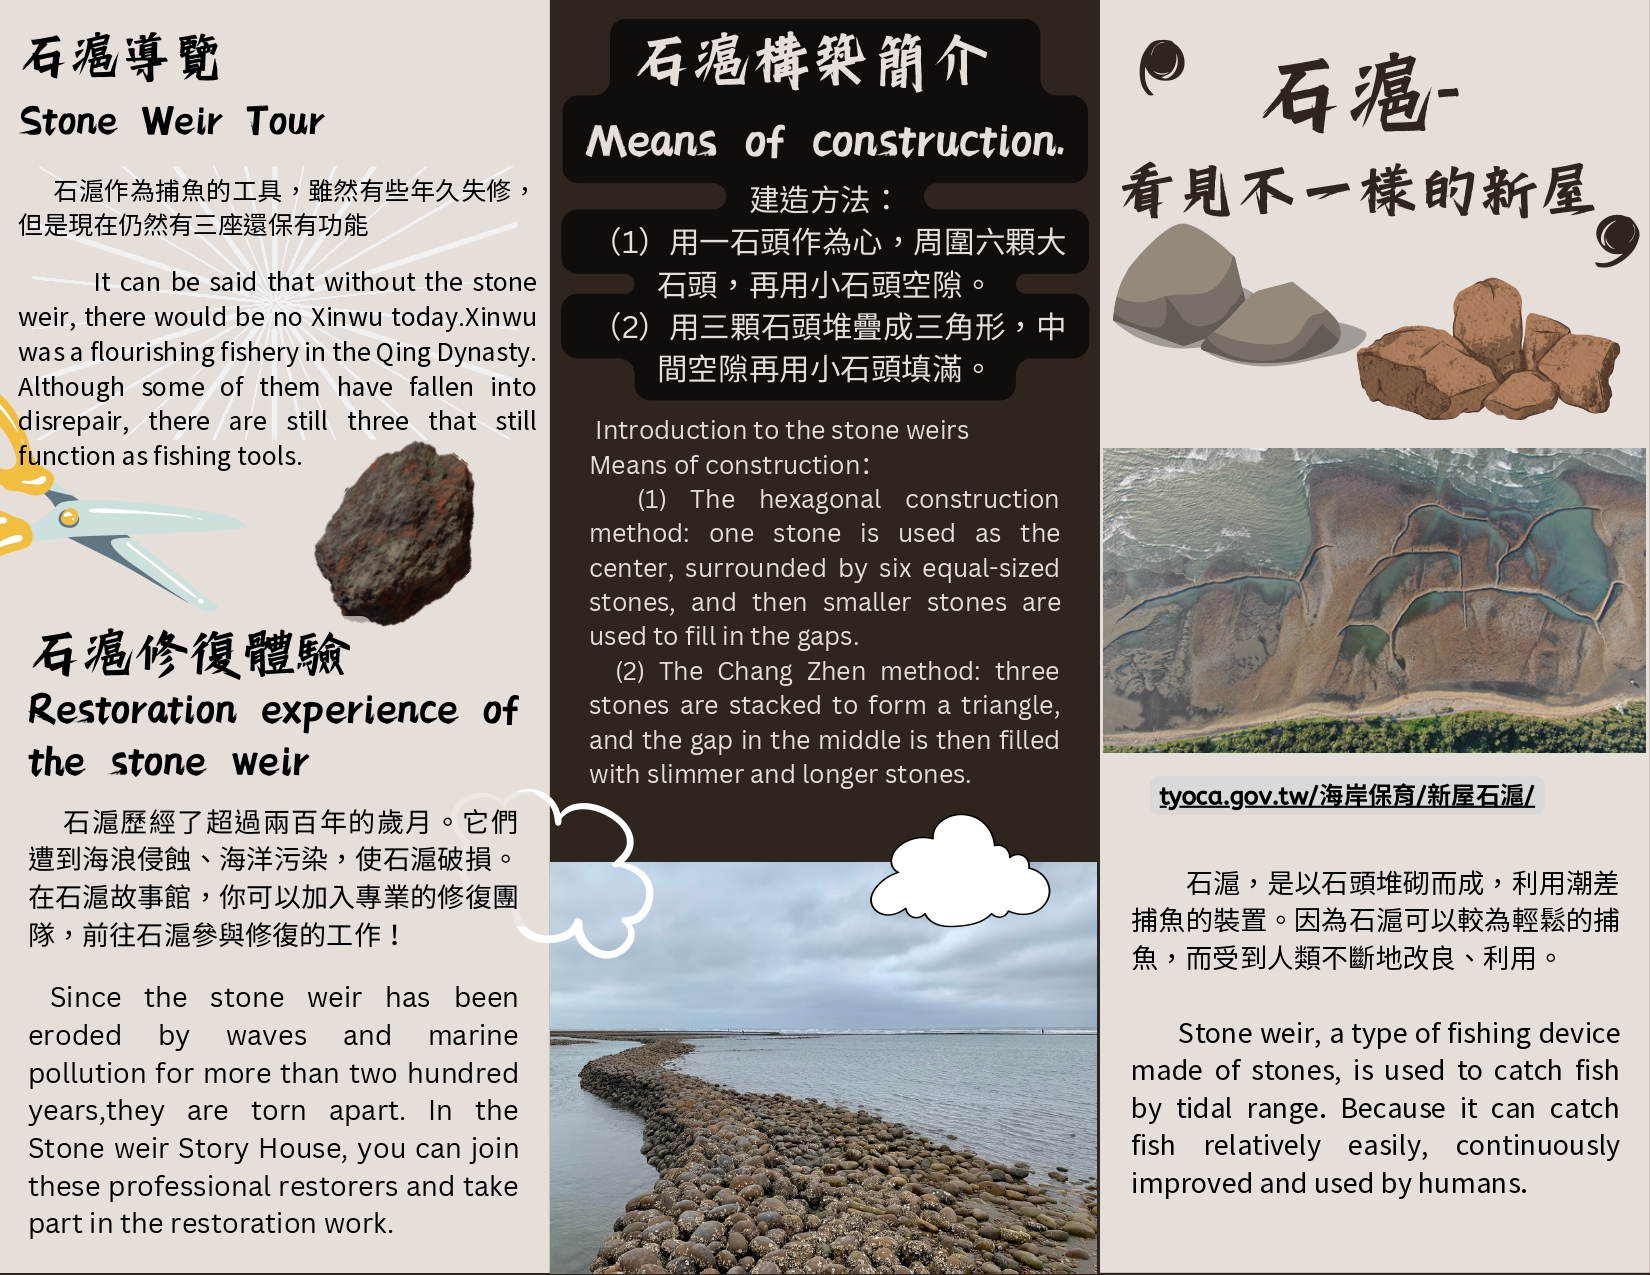 石滬導覽
Stone Weir Tour
石滬作為捕魚的工具，雖然有些年久失修，
但是現在仍然有三座還保有功能
It can be said that without the stone
weir, there would be no Xinwu today.Xinwu
was a flourishing fishery in the Qing Dynasty.
Although some of them have fallen into
disrepair, there are still three that still
function as fishing tools.
石滬修復體驗
Restoration experience of
the stone weir
石滬歷經了超過兩百年的歲月。它們
遭到海浪侵蝕、海洋污染，使石滬破損。
在石滬故事館，你可以加入專業的修復團
隊，前往石滬參與修復的工作！
Since the stone weir has been
eroded by waves and marine
pollution for more than two hundred
years,they are torn apart. In the
Stone weir Story House, you can join
these professional restorers and take
part in the restoration work.
石滬構築簡介
Means of construction.
建造方法：
（1）用一石頭作為心，周圍六顆大
石頭，再用小石頭空隙。
（2）用三顆石頭堆疊成三角形，中
間空隙再用小石頭填滿。
Introduction to the stone weirs
Means of construction：
(1) The hexagonal construction
method: one stone is used as the
center, surrounded by six equal-sized
stones, and then smaller stones are
used to fill in the gaps.
(2) The Chang Zhen method: three
stones are stacked to form a triangle,
and the gap in the middle is then filled
with slimmer and longer stones.
石滬-
看見不一樣的新屋
tyoca.gov.tw/海岸保育/新屋石滬/
石滬，是以石頭堆砌而成，利用潮差
捕魚的裝置。因為石滬可以較為輕鬆的捕
魚，而受到人類不斷地改良、利用。
Stone weir, a type of fishing device
made of stones, is used to catch fish
by tidal range. Because it can catch
fish relatively easily, continuously
improved and used by humans.